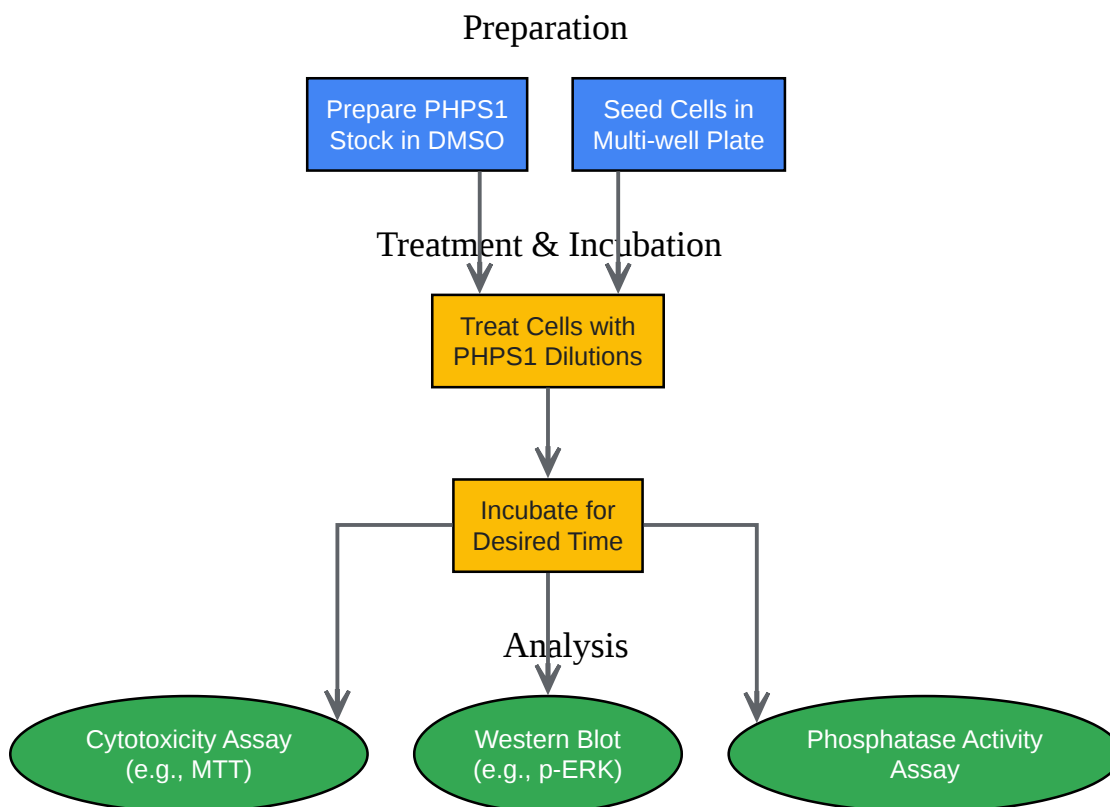 Preparation
Prepare PHPS1
Stock in DMSO
Seed Cells in
Multi-well Plate
Treatment & Incubation
Treat Cells with
PHPS1 Dilutions
Incubate for
Desired Time
Analysis
Cytotoxicity Assay
(e.g., MTT)
Western Blot
(e.g., p-ERK)
Phosphatase Activity
Assay